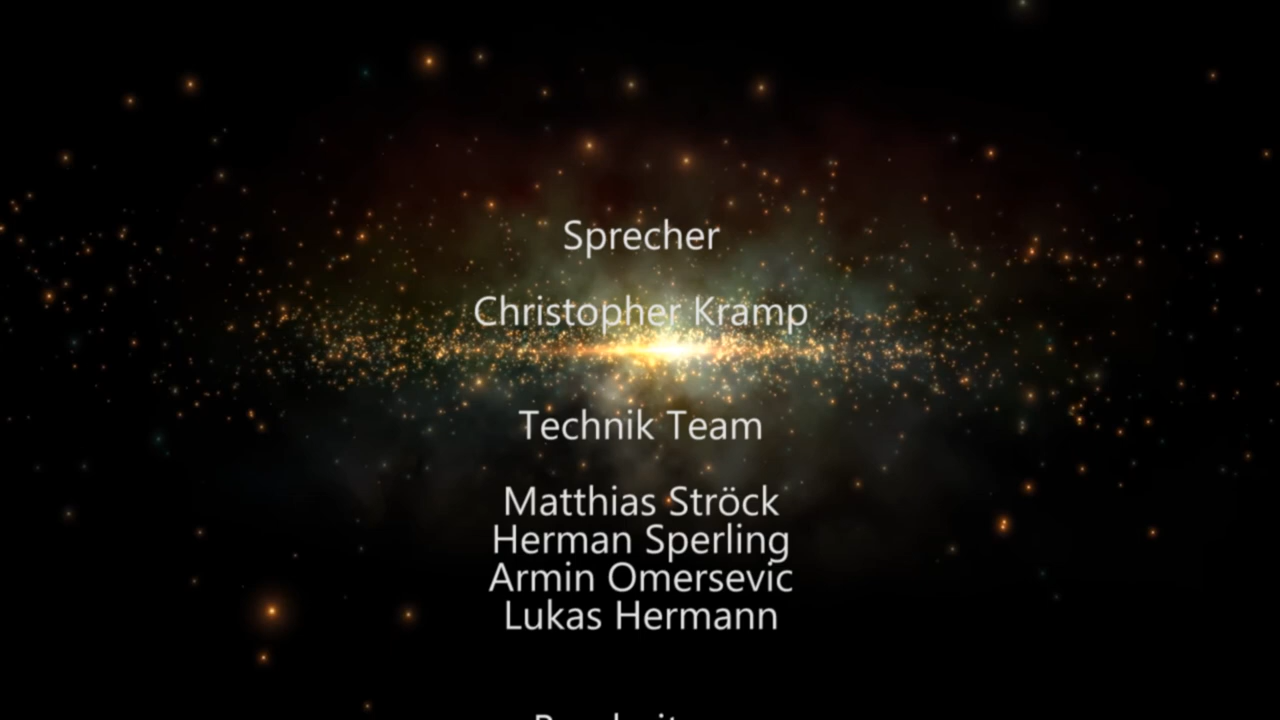 Sprecher
Christopher Kramp
Technik Team
Matthias Ströck
Herman Sperling
Armin Omersevic
Lukas Hermann